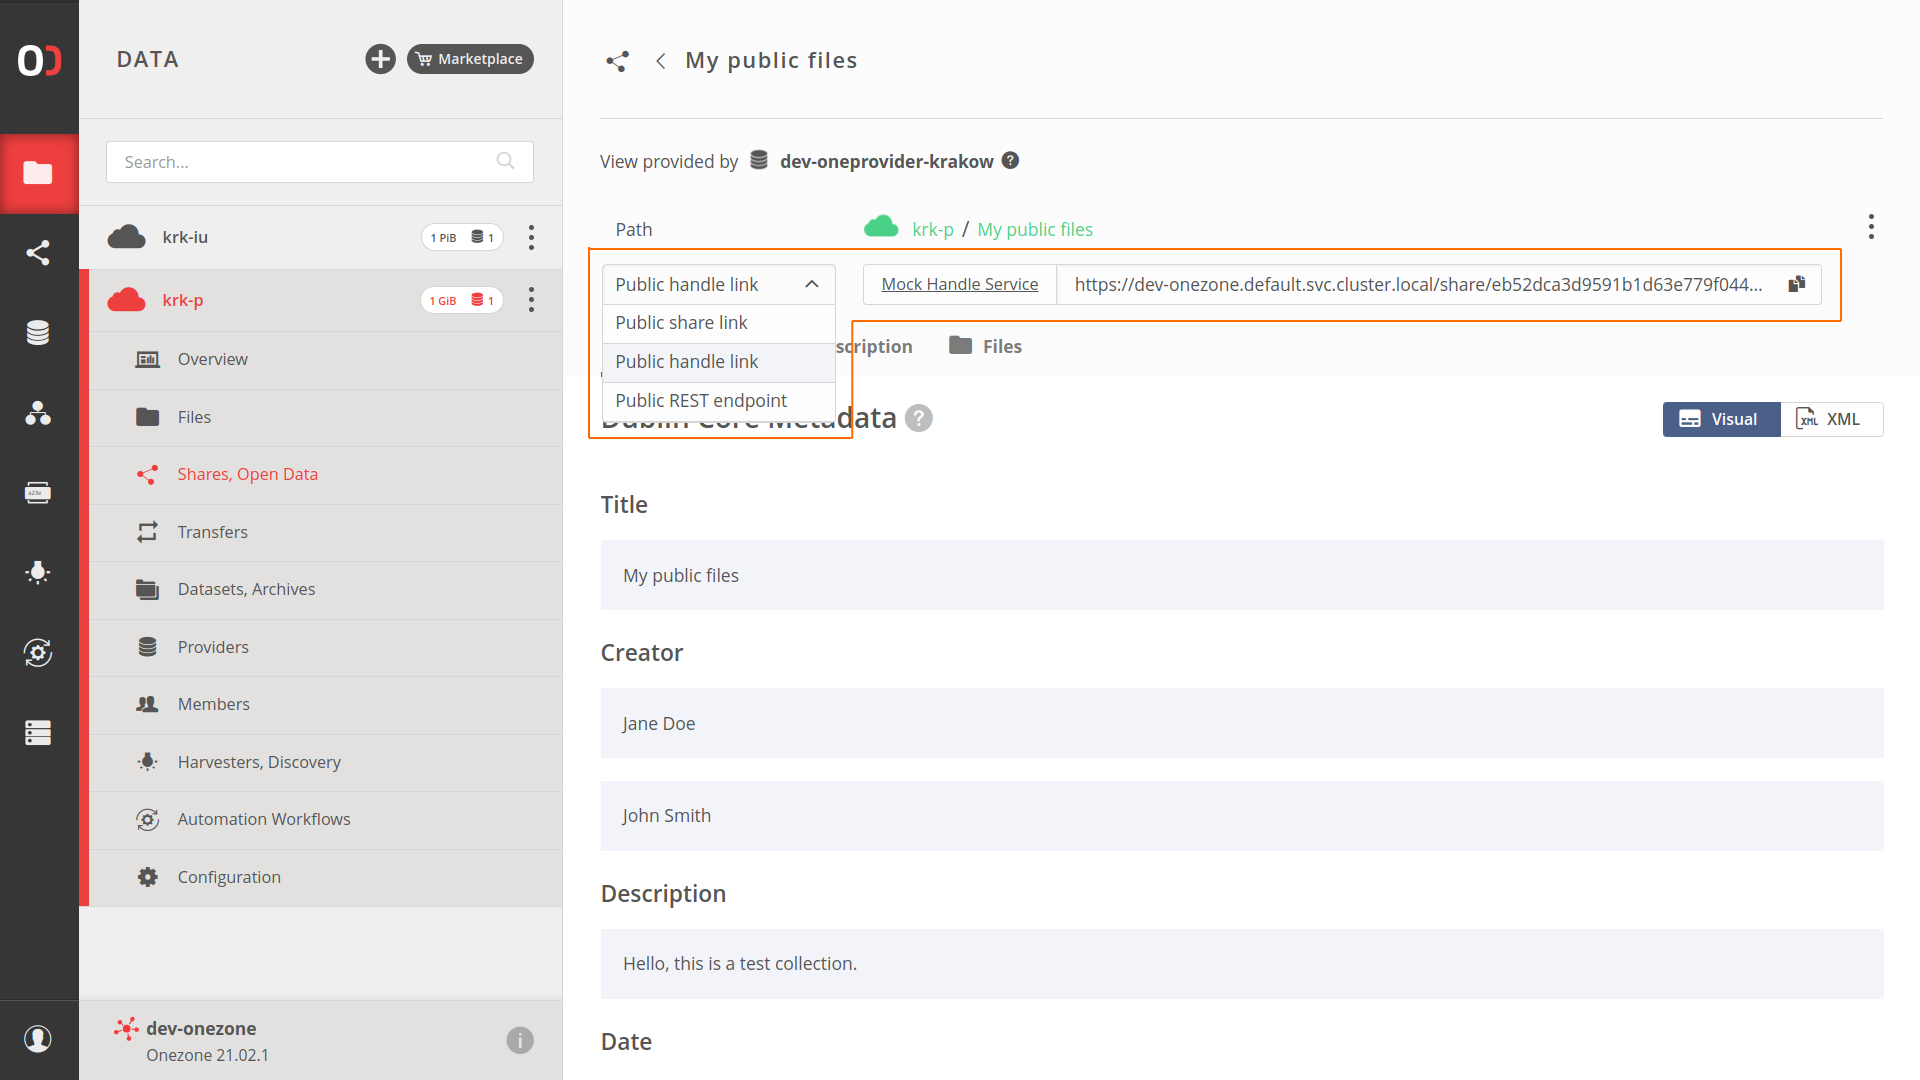 DATA
Marketplace
Search...
krk-iu
1 PiB 1
krk-p
1 GiB 1
Overview
Files
Shares, Open Data
Transfers
Datasets, Archives
Providers
Members
Harvesters, Discovery
Automation Workflows
Configuration
dev-onezone
Onezone 21.02.1
My public files
View provided by dev-oneprovider-krakow
Path krk-p / My public files
Public handle link Mock Handle Service https://dev-onezone.default.svc.cluster.local/share/eb52dca3d9591b1d63e779f044...
Public share link
Public handle link
Public REST endpoint
scription Files
Dublin Core Metadata
Visual XML
Title
My public files
Creator
Jane Doe
John Smith
Description
Hello, this is a test collection.
Date